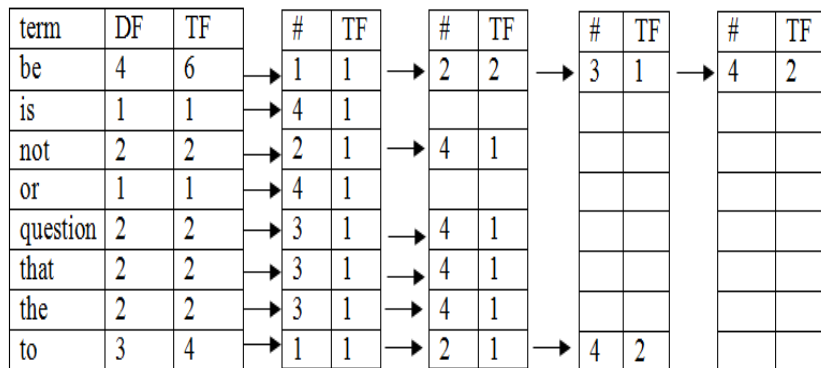 term DF TF # TF # TF # TF # TF
be 4 6 1 1 2 2 3 1 4 2
is 1 1 4 1
not 2 2 2 1 4 1
or 1 1 4 1
question 2 2 3 1 4 1
that 2 2 3 1 4 1
the 2 2 3 1 4 1
to 3 4 1 1 2 1 4 2